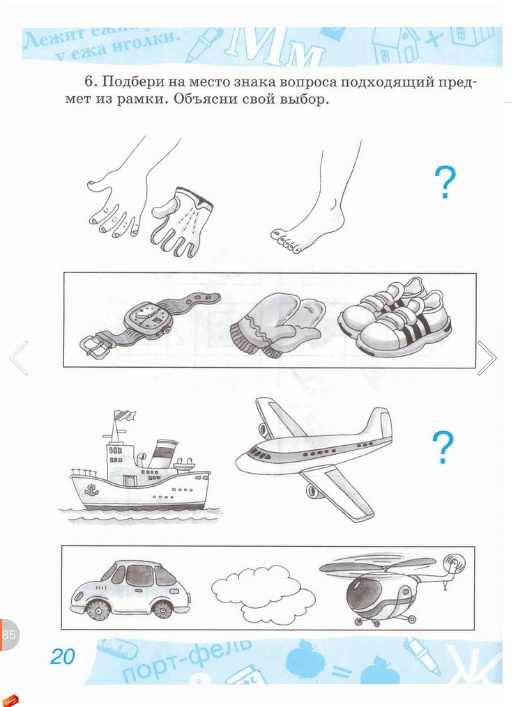 Лежит ежик
у ежа иголки.
Мм
6. Подбери на место знака вопроса подходящий пред-
мет из рамки. Объясни свой выбор.
?
?
85
20
порт-фель
=
Ж